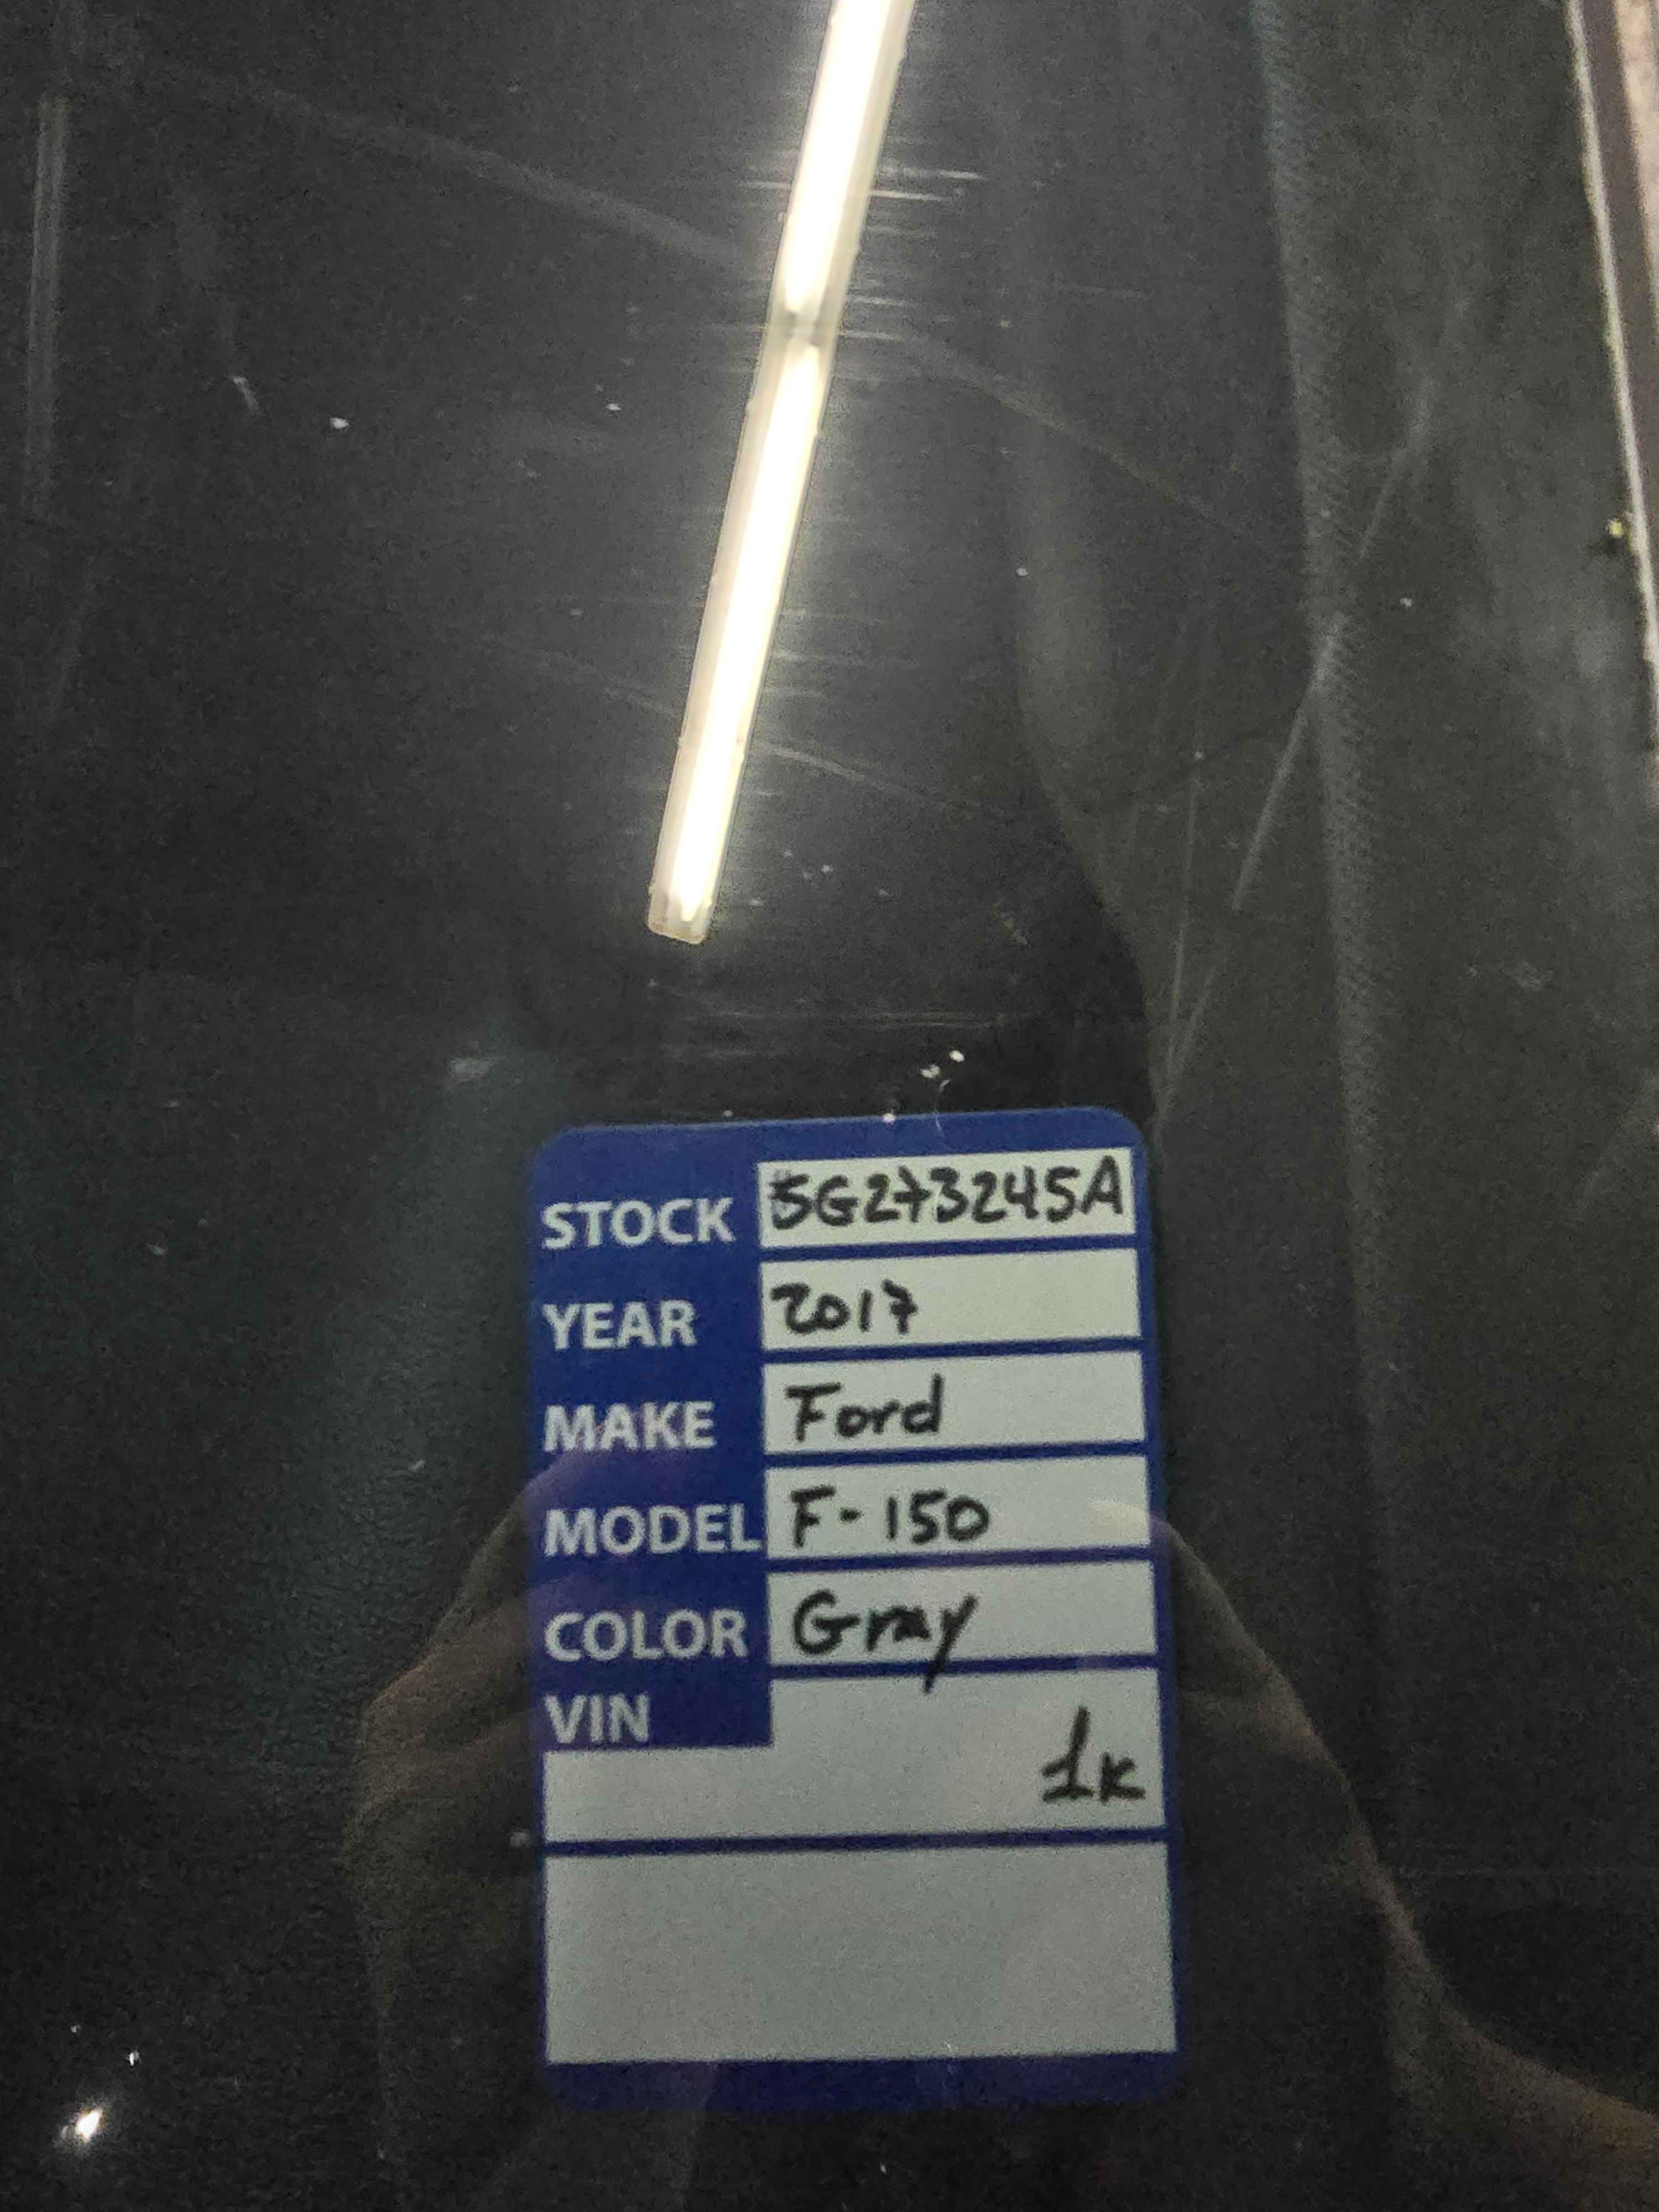 STOCK 5G273245A
YEAR 2017
MAKE Ford
MODEL F-150
COLOR Gray
VIN
1K